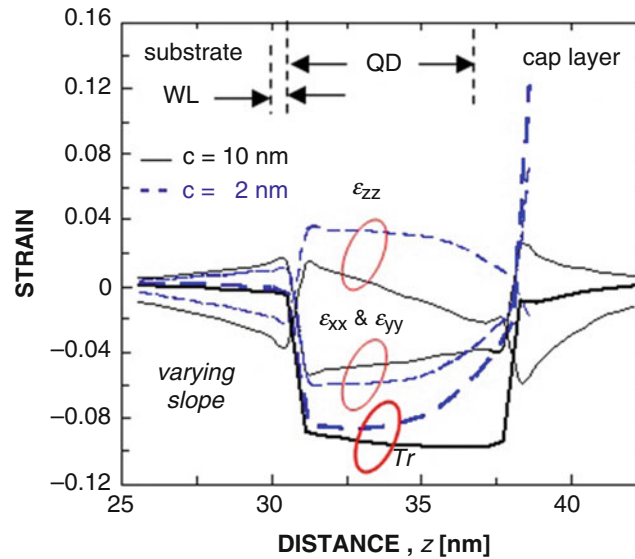 0.16
0.12
0.08
0.04
0
−0.04
−0.08
−0.12
STRAIN
substrate
QD
cap layer
WL
c = 10 nm
c = 2 nm
εzz
εxx & εyy
varying
slope
Tr
25
30
35
40
DISTANCE , z [nm]